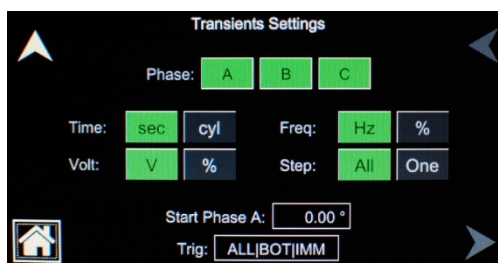 Transients Settings
Phase: A B C
Time: sec cyl Freq: Hz %
Volt: V % Step: All One
Start Phase A: 0.00 °
Trig: ALL|BOT|IMM